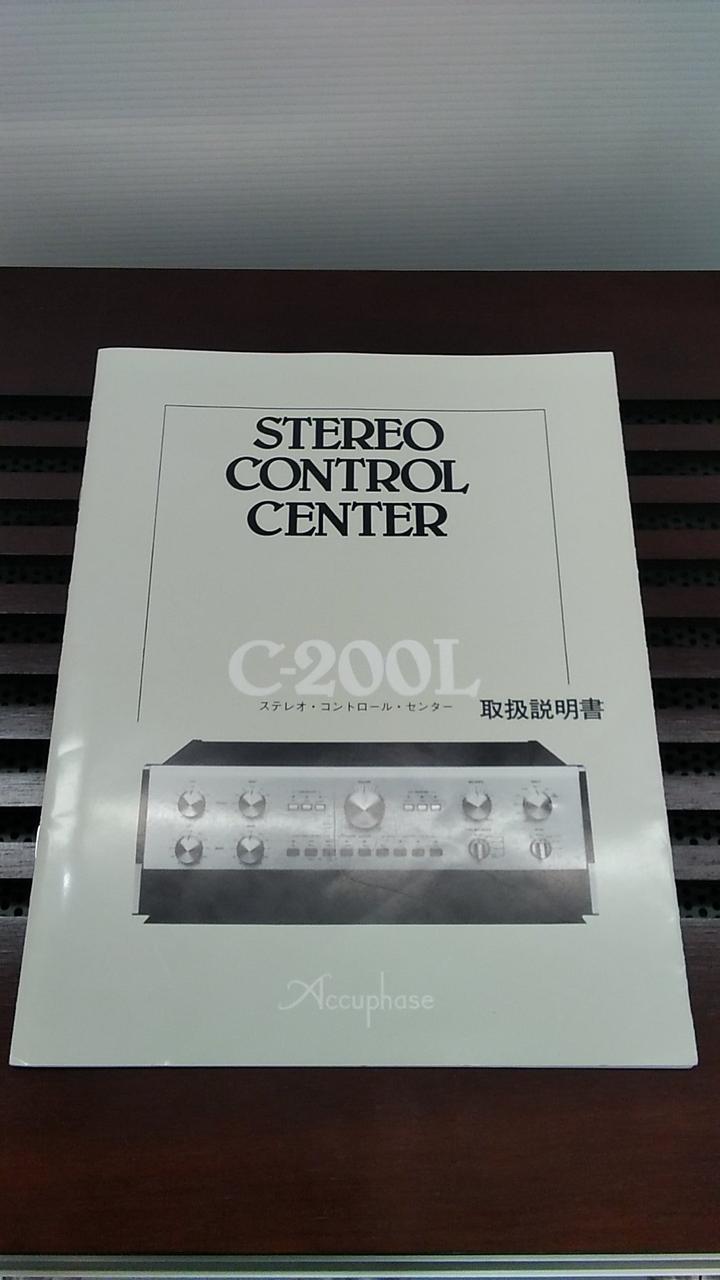 STEREO
CONTROL
CENTER
C-200L
ステレオ・コントロール・センター 取扱説明書
Accuphase